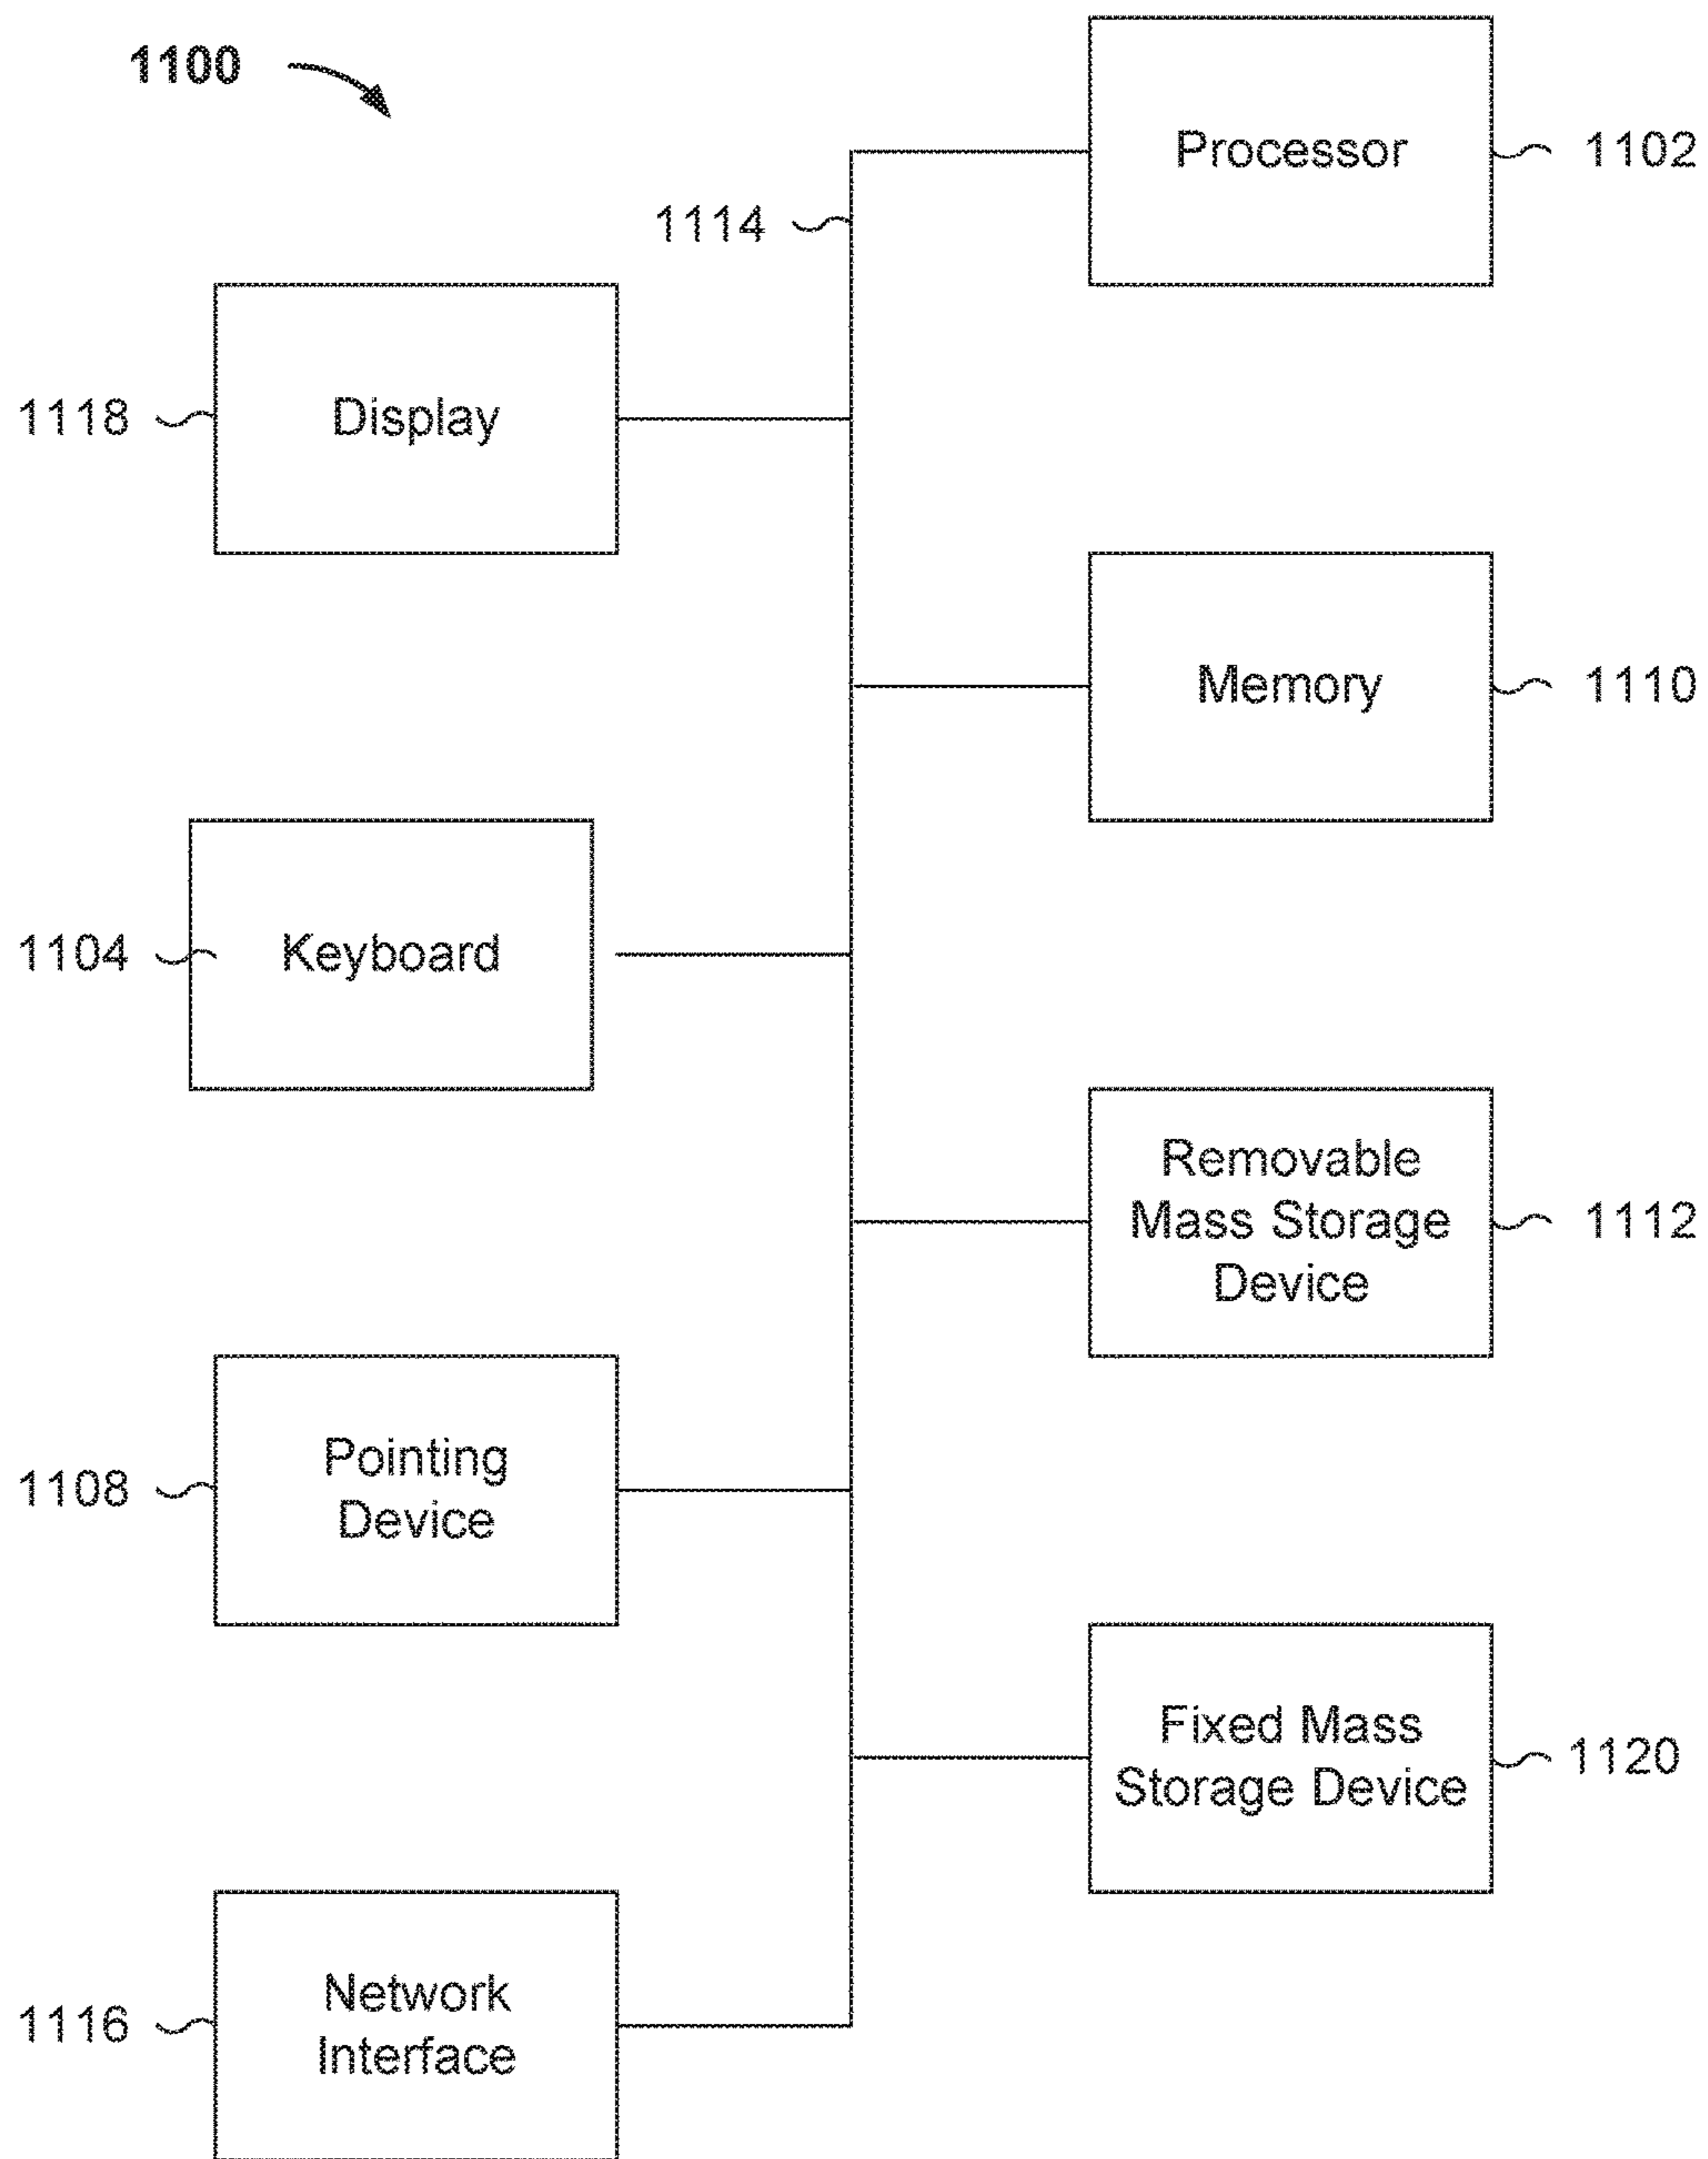 1100
Processor
1102
1114
Display
1118
Memory
1110
Keyboard
1104
Removable
Mass Storage
Device
1112
Pointing
Device
1108
Fixed Mass
Storage Device
1120
Network
Interface
1116